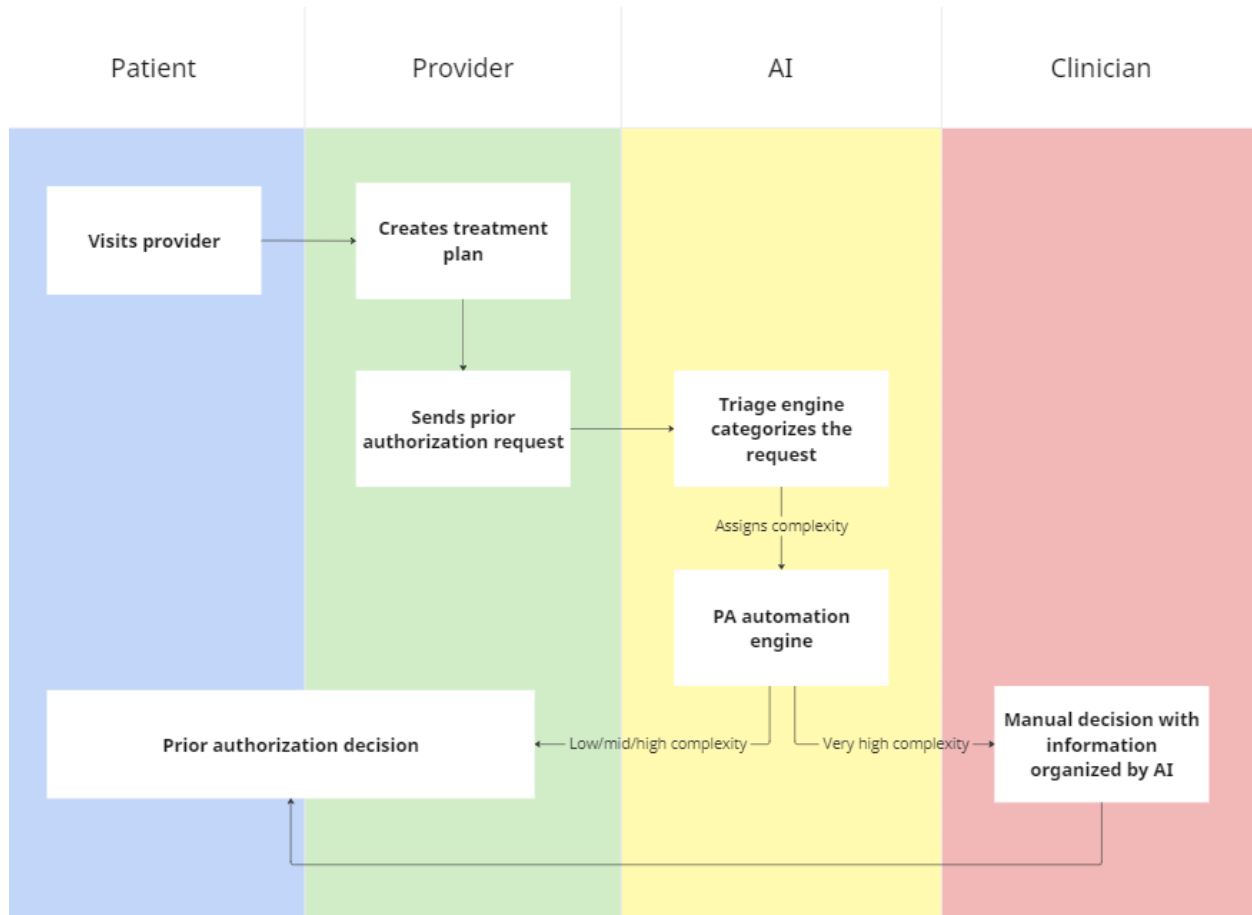 Patient
Provider
AI
Clinician
Visits provider
Creates treatment
plan
Sends prior
authorization request
Triage engine
categorizes the
request
Assigns complexity
PA automation
engine
Prior authorization decision
Low/mid/high complexity
Very high complexity
Manual decision with
information
organized by AI